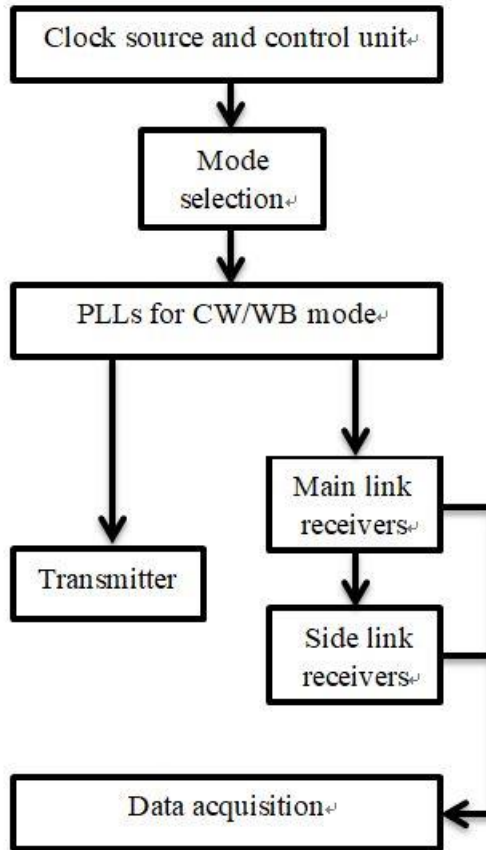 Clock source and control unit
Mode
selection
PLLs for CW/WB mode
Main link
receivers
Transmitter
Side link
receivers
Data acquisition